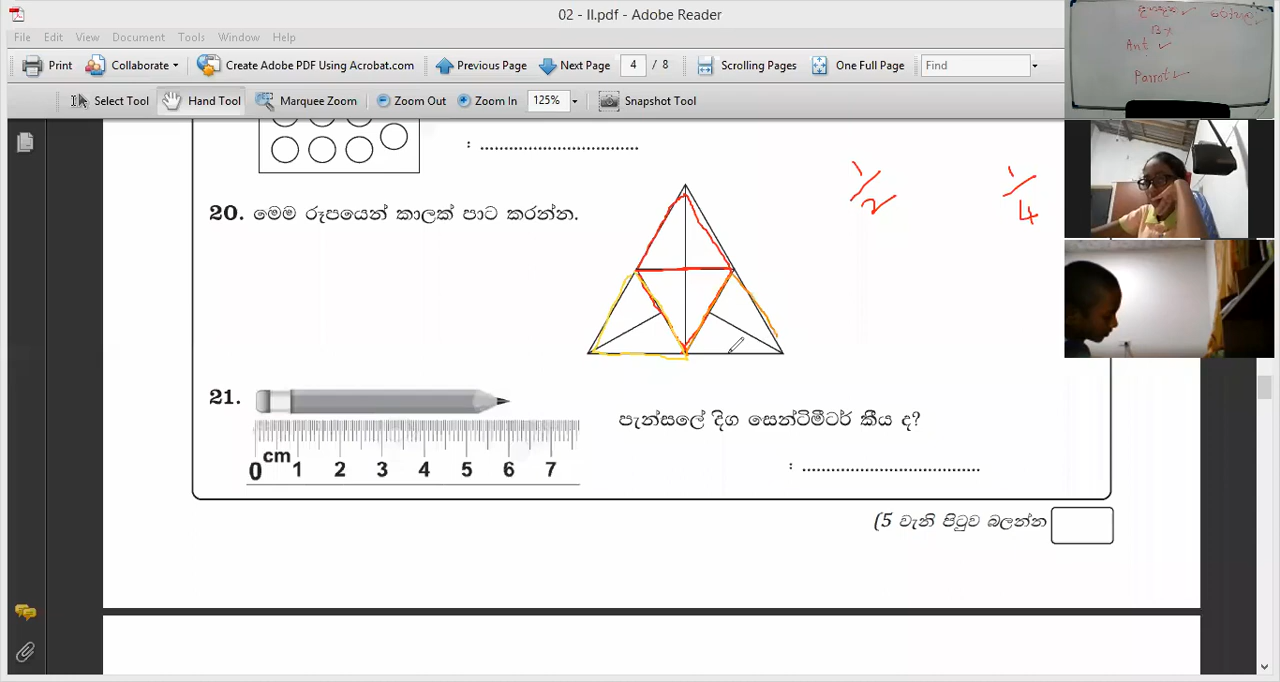 02 - II.pdf - Adobe Reader
File Edit View Document Tools Window Help
Print Collaborate Create Adobe PDF Using Acrobat.com Previous Page Next Page 4 / 8 Scrolling Pages One Full Page Find
Select Tool Hand Tool Marquee Zoom Zoom Out Zoom In 125% Snapshot Tool
: ................................
1/2 1/4
20. මෙම රූපයෙන් කාලක් පාට කරන්න.
21.
පැන්සලේ දිග සෙන්ටිමීටර් කීය ද?
cm
0 1 2 3 4 5 6 7
: ....................................
(5 වැනි පිටුව බලන්න
Ant ✓
Parrot ✓